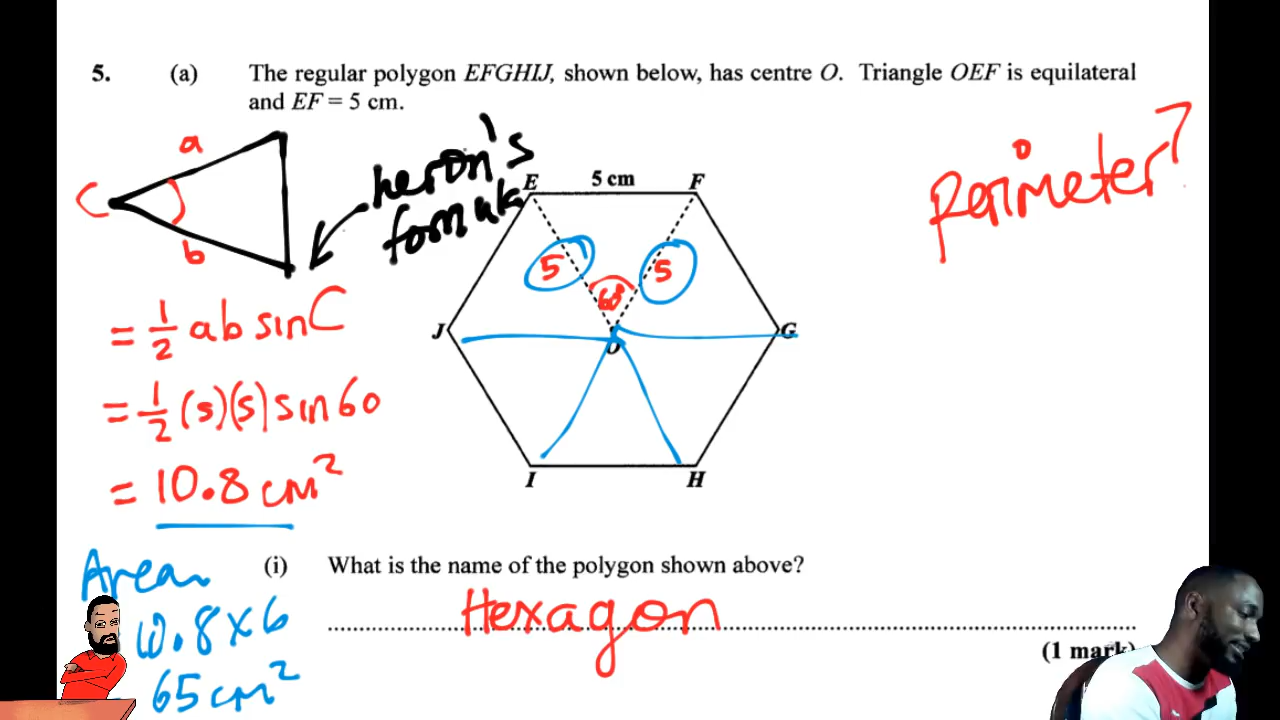 5. (a) The regular polygon EFGHIJ, shown below, has centre O. Triangle OEF is equilateral
and EF = 5 cm.
Perimeter?
heron's
formula
a
C
b
E 5 cm F
5 5
60°
J O G
I H
= 1/2 ab sin C
= 1/2 (5)(5) sin 60
= 10.8 cm²
Area
10.8 × 6
65 cm²
(i) What is the name of the polygon shown above?
Hexagon
(1 mark)